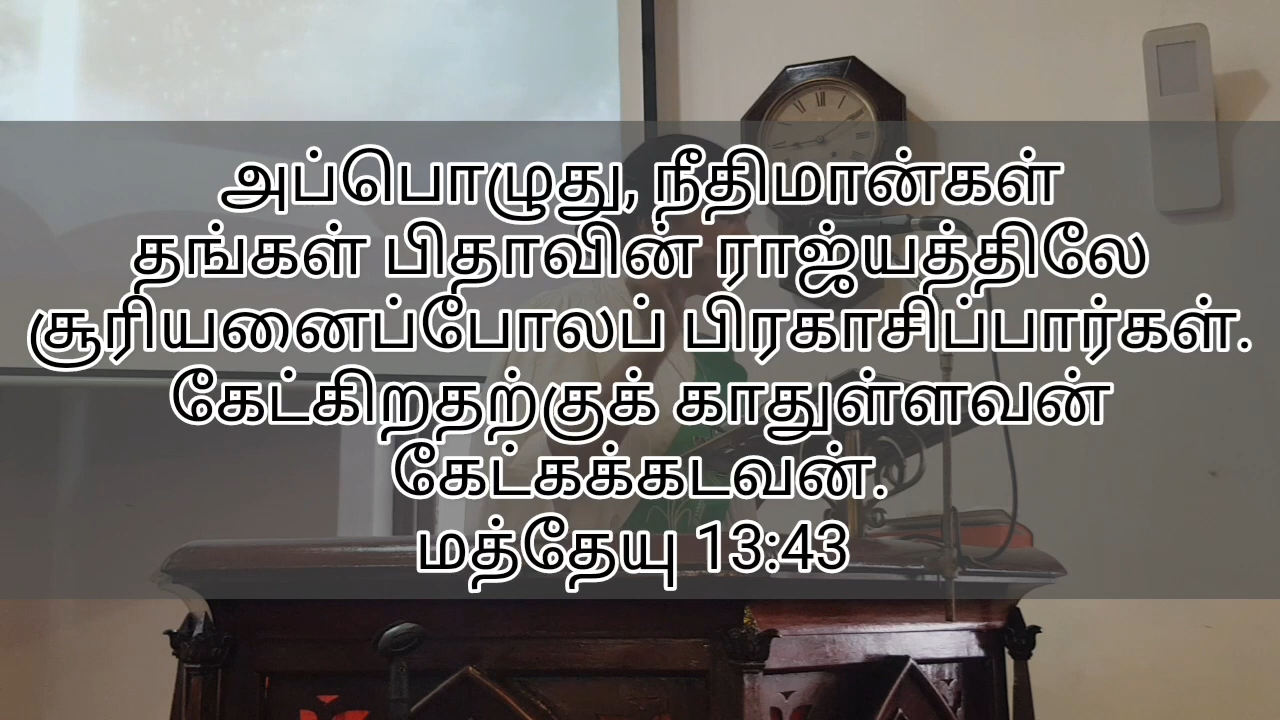 அப்பொழுது, நீதிமான்கள்
தங்கள் பிதாவின் ராஜ்யத்திலே
சூரியனைப்போலப் பிரகாசிப்பார்கள்.
கேட்கிறதற்குக் காதுள்ளவன்
கேட்கக்கடவன்.
மத்தேயு 13:43